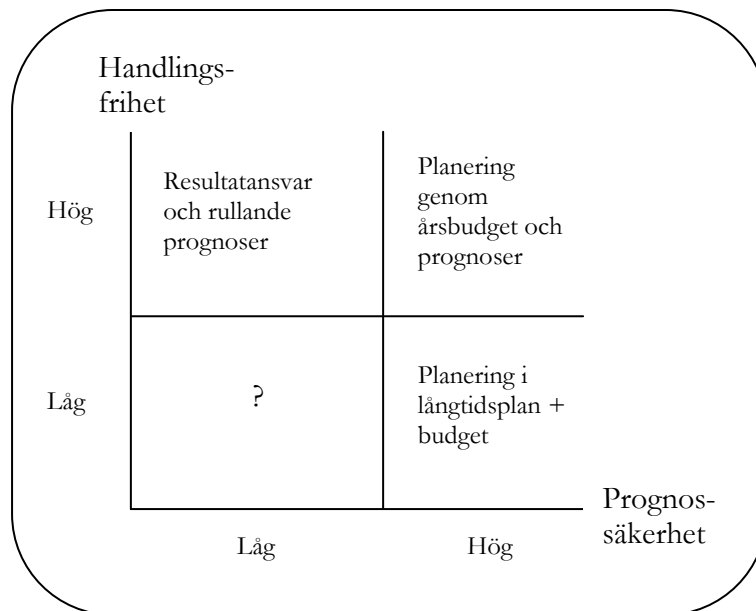 Handlings-
frihet
Hög
Resultatansvar
och rullande
prognoser
Planering
genom
årsbudget och
prognoser
Låg
?
Planering i
långtidsplan +
budget
Prognos-
säkerhet
Låg
Hög